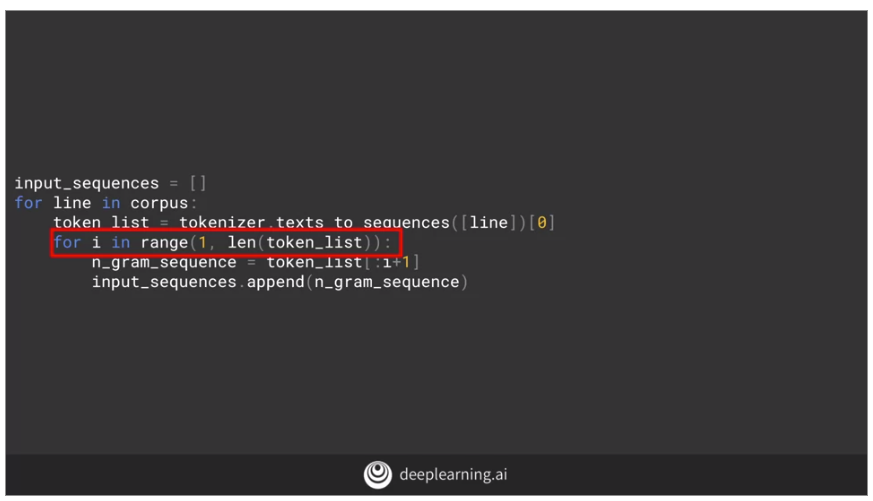 input_sequences = []
for line in corpus:
token_list = tokenizer.texts_to_sequences([line])[0]
for i in range(1, len(token_list)):
n_gram_sequence = token_list[:i+1]
input_sequences.append(n_gram_sequence)
deeplearning.ai